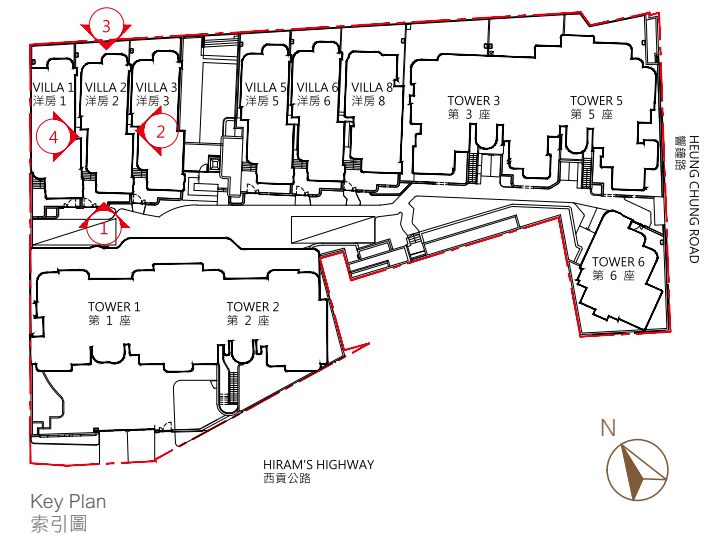 3
VILLA 1
洋房 1
VILLA 2
洋房 2
VILLA 3
洋房 3
VILLA 5
洋房 5
VILLA 6
洋房 6
VILLA 8
洋房 8
TOWER 3
第 3 座
TOWER 5
第 5 座
4
2
HEUNG CHUNG ROAD
響鐘路
1
TOWER 6
第 6 座
TOWER 1
第 1 座
TOWER 2
第 2 座
N
HIRAM'S HIGHWAY
西貢公路
Key Plan
索引圖